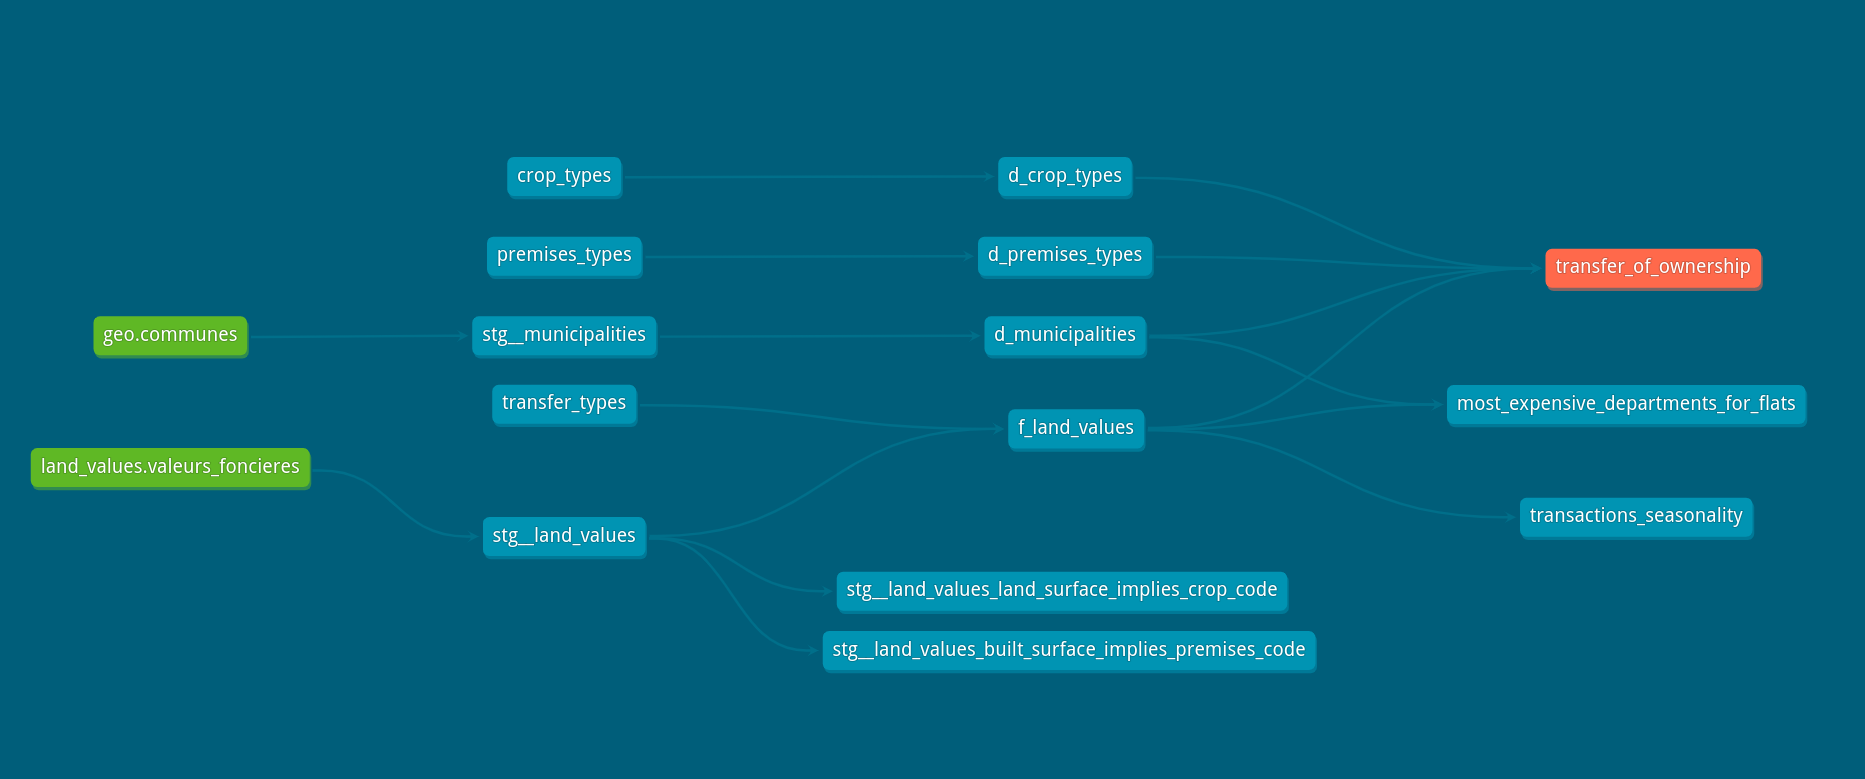 crop_types
d_crop_types
premises_types
d_premises_types
transfer_of_ownership
geo.communes
stg__municipalities
d_municipalities
transfer_types
most_expensive_departments_for_flats
f_land_values
land_values.valeurs_foncieres
transactions_seasonality
stg__land_values
stg__land_values_land_surface_implies_crop_code
stg__land_values_built_surface_implies_premises_code